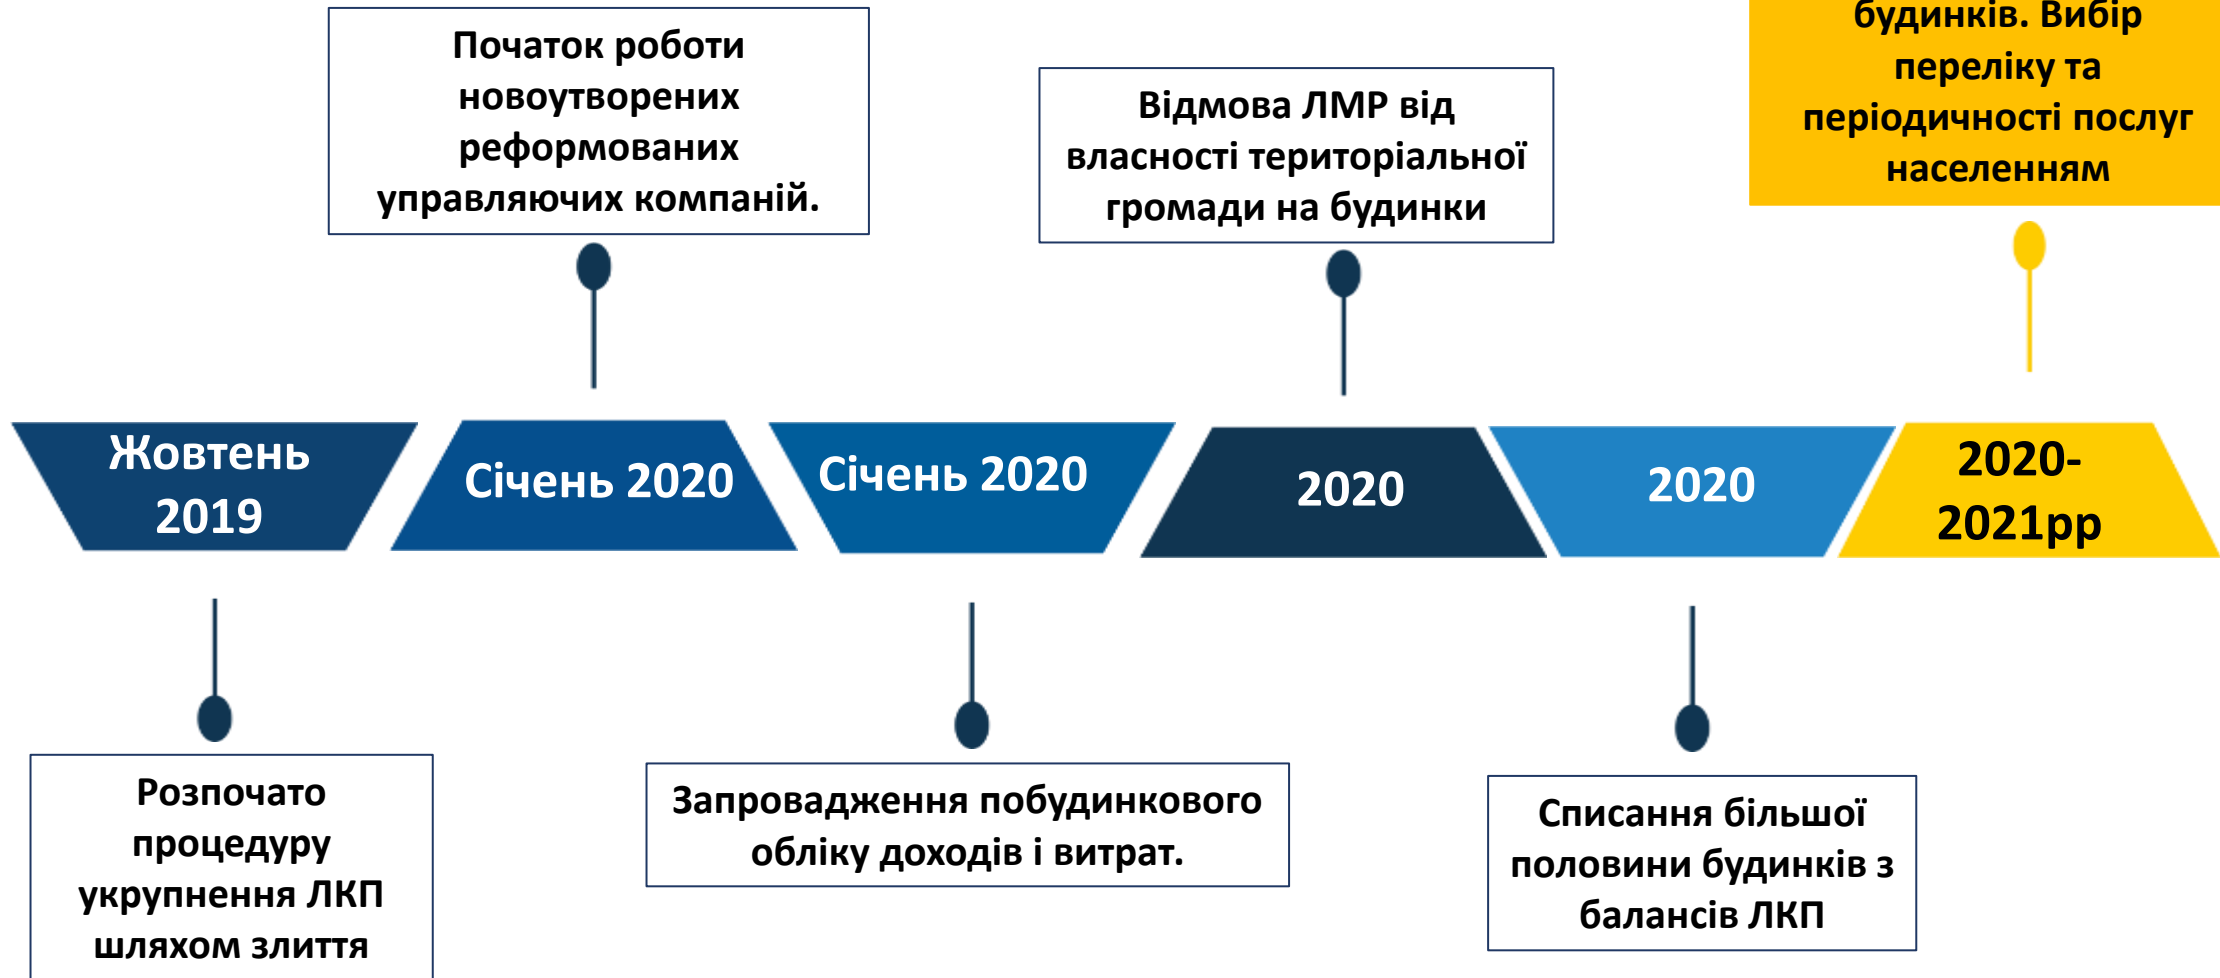 Початок роботи
новоутворених
реформованих
управляючих компаній.
Відмова ЛМР від
власності територіальної
громади на будинки
будинків. Вибір
переліку та
періодичності послуг
населенням
Жовтень
2019
Січень 2020
Січень 2020
2020
2020
2020-
2021рр
Розпочато
процедуру
укрупнення ЛКП
шляхом злиття
Запровадження побудинкового
обліку доходів і витрат.
Списання більшої
половини будинків з
балансів ЛКП